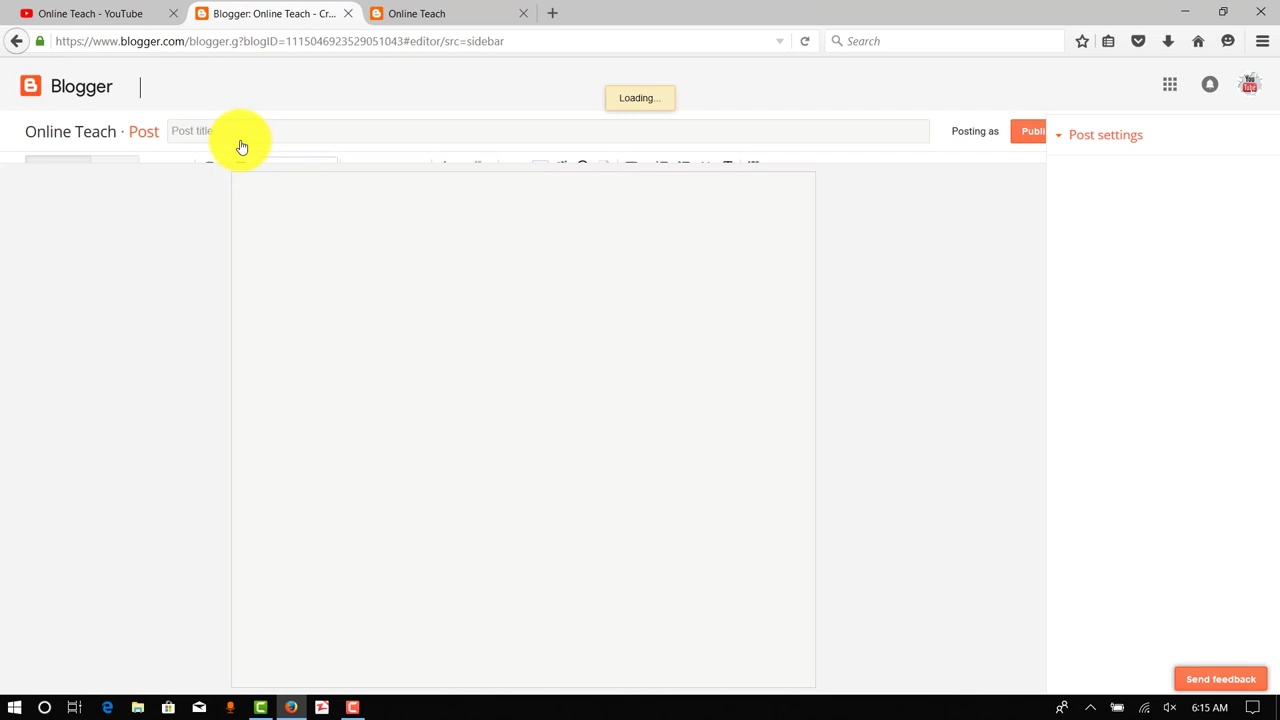 Online Teach - YouTube
Blogger: Online Teach - Cr...
Online Teach
https://www.blogger.com/blogger.g?blogID=1115046923529051043#editor/src=sidebar
Search
Blogger
Loading...
Online Teach · Post
Post title
Posting as
Publi
Post settings
Send feedback
6:15 AM